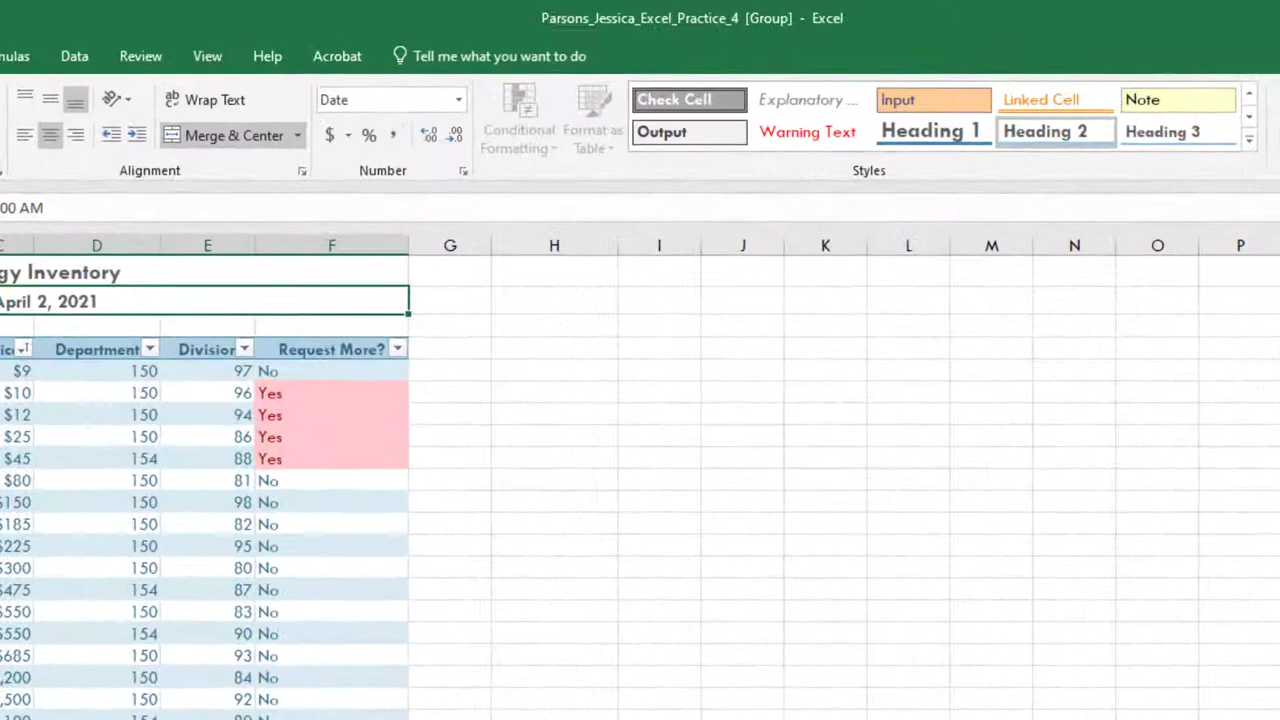 Parsons_Jessica_Excel_Practice_4 [Group] - Excel
Data Review View Help Acrobat Tell me what you want to do
Wrap Text Date Check Cell Explanatory ... Input Linked Cell Note
Merge & Center $ % , Conditional Formatting Format as Table Output Warning Text Heading 1 Heading 2 Heading 3
Alignment Number Styles
00 AM
D E F G H I J K L M N O P
Inventory
April 2, 2021
Department Division Request More?
$9 150 97 No
$10 150 96 Yes
$12 150 94 Yes
$25 150 86 Yes
$45 154 88 Yes
$80 150 81 No
$150 150 98 No
$185 150 82 No
$225 150 95 No
$300 150 80 No
$475 154 87 No
$550 150 83 No
$550 154 90 No
$685 150 93 No
,200 150 84 No
,500 150 92 No